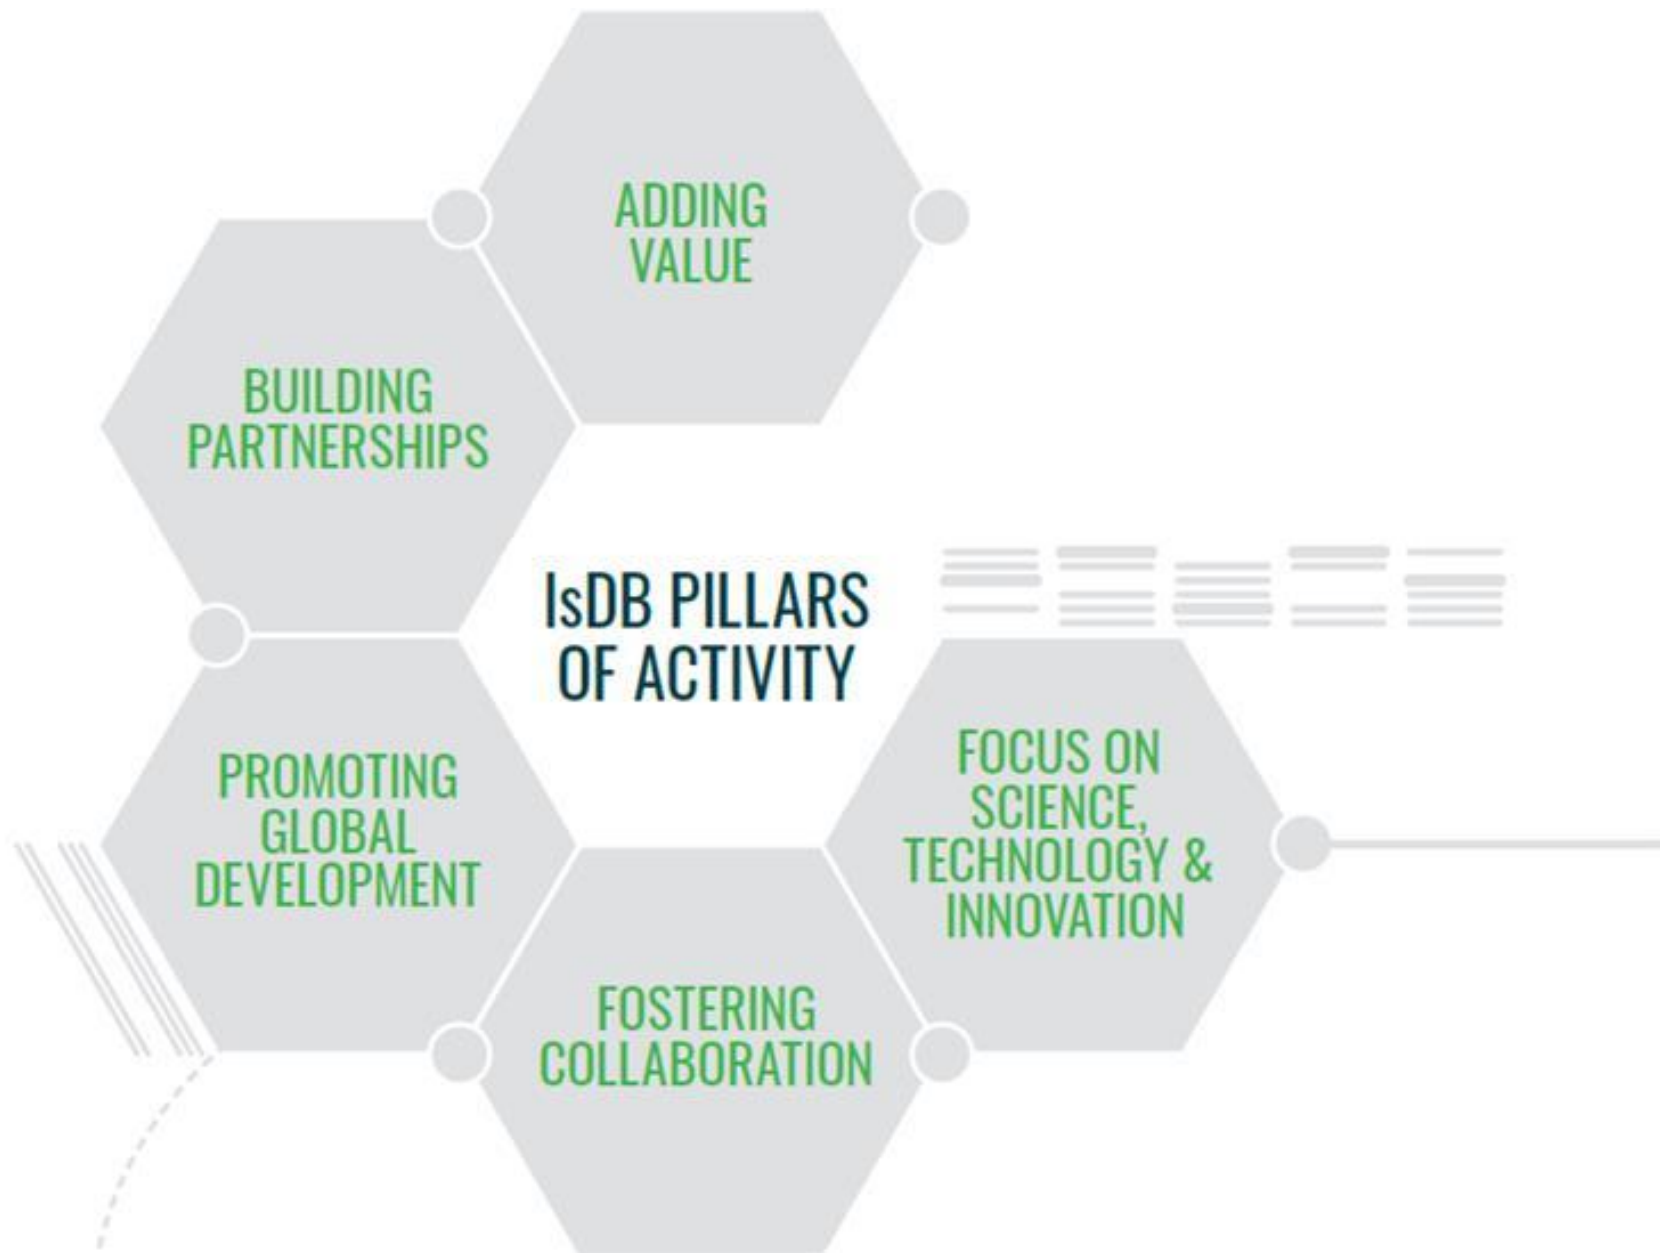 ADDING
VALUE
BUILDING
PARTNERSHIPS
IsDB PILLARS
OF ACTIVITY
PROMOTING
GLOBAL
DEVELOPMENT
FOCUS ON
SCIENCE,
TECHNOLOGY &
INNOVATION
FOSTERING
COLLABORATION